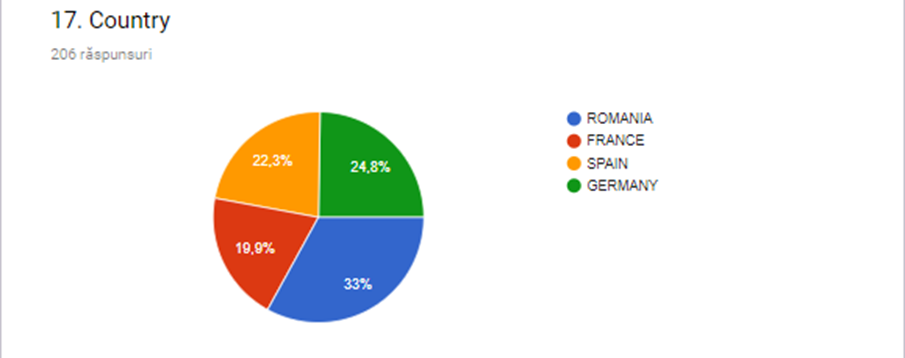 17. Country
206 răspunsuri
22,3%
24,8%
19,9%
33%
ROMANIA
FRANCE
SPAIN
GERMANY